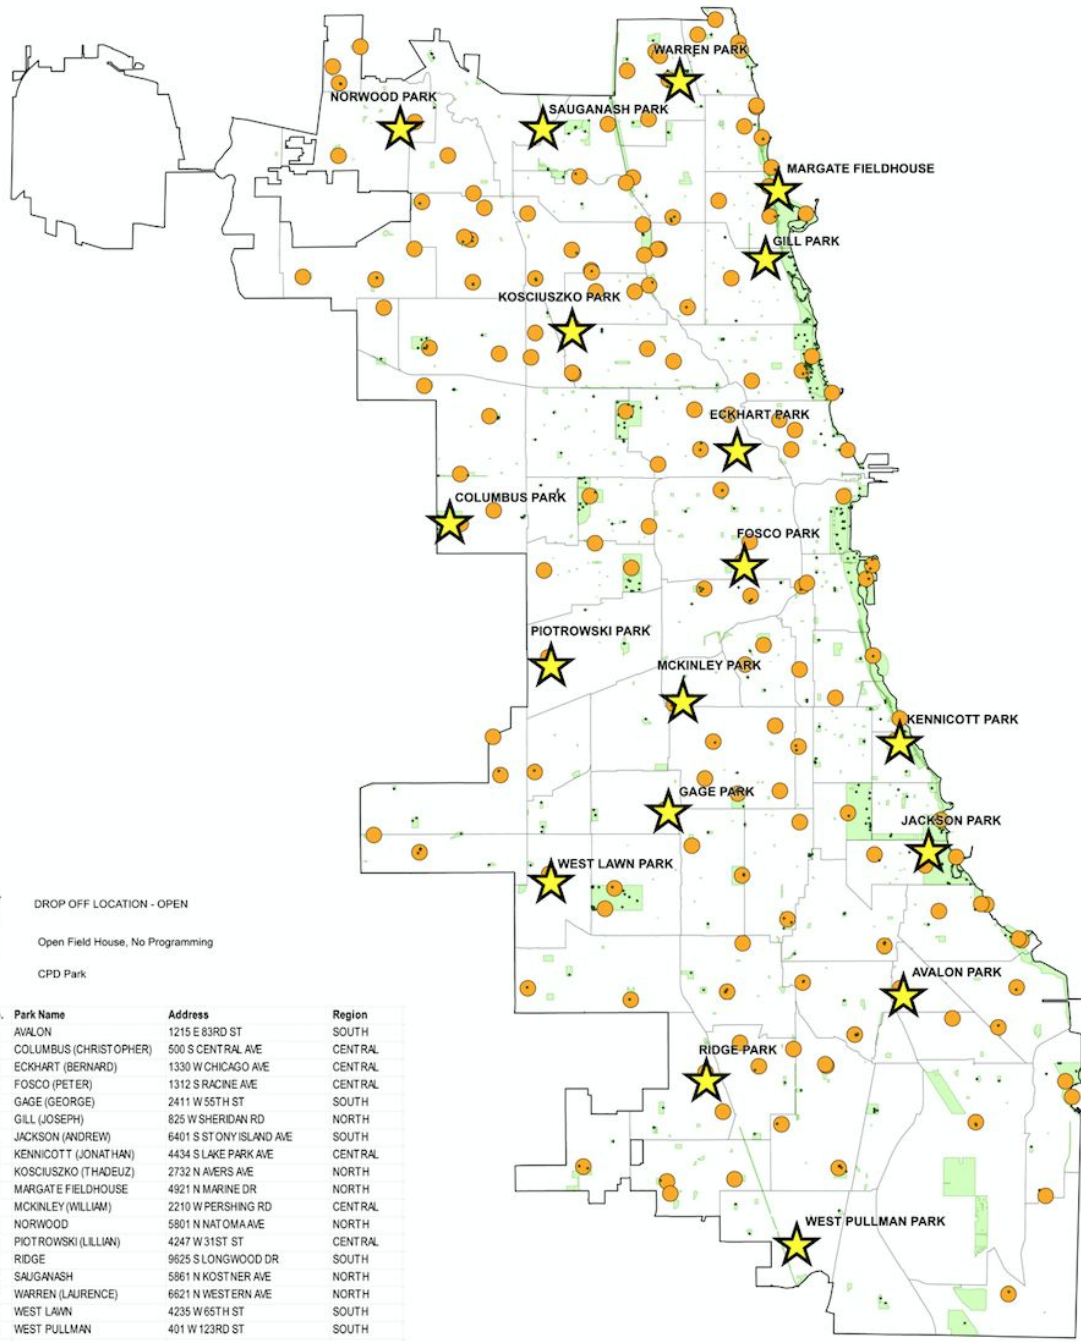 WARREN PARK
NORWOOD PARK
SAUGANASH PARK
MARGATE FIELDHOUSE
GILL PARK
KOSCIUSZKO PARK
ECKHART PARK
COLUMBUS PARK
FOSCO PARK
PIOTROWSKI PARK
MCKINLEY PARK
KENNICOTT PARK
GAGE PARK
JACKSON PARK
WEST LAWN PARK
DROP OFF LOCATION - OPEN
Open Field House, No Programming
CPD Park
AVALON PARK
RIDGE PARK
WEST PULLMAN PARK
Park Name Address Region
AVALON 1215 E 83RD ST SOUTH
COLUMBUS (CHRISTOPHER) 500 S CENTRAL AVE CENTRAL
ECKHART (BERNARD) 1330 W CHICAGO AVE CENTRAL
FOSCO (PETER) 1312 S RACINE AVE CENTRAL
GAGE (GEORGE) 2411 W 55TH ST SOUTH
GILL (JOSEPH) 825 W SHERIDAN RD NORTH
JACKSON (ANDREW) 6401 S STONY ISLAND AVE SOUTH
KENNICOTT (JONATHAN) 4434 S LAKE PARK AVE CENTRAL
KOSCIUSZKO (THADEUZ) 2732 N AVERS AVE NORTH
MARGATE FIELDHOUSE 4921 N MARINE DR NORTH
MCKINLEY (WILLIAM) 2210 W PERSHING RD CENTRAL
NORWOOD 5801 N NATOMA AVE NORTH
PIOTROWSKI (LILLIAN) 4247 W 31ST ST CENTRAL
RIDGE 9625 S LONGWOOD DR SOUTH
SAUGANASH 5861 N KOSTNER AVE NORTH
WARREN (LAURENCE) 6621 N WESTERN AVE NORTH
WEST LAWN 4235 W 65TH ST SOUTH
WEST PULLMAN 401 W 123RD ST SOUTH